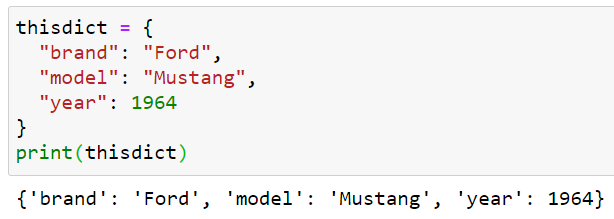 thisdict = {
  "brand": "Ford",
  "model": "Mustang",
  "year": 1964
}
print(thisdict)
{'brand': 'Ford', 'model': 'Mustang', 'year': 1964}